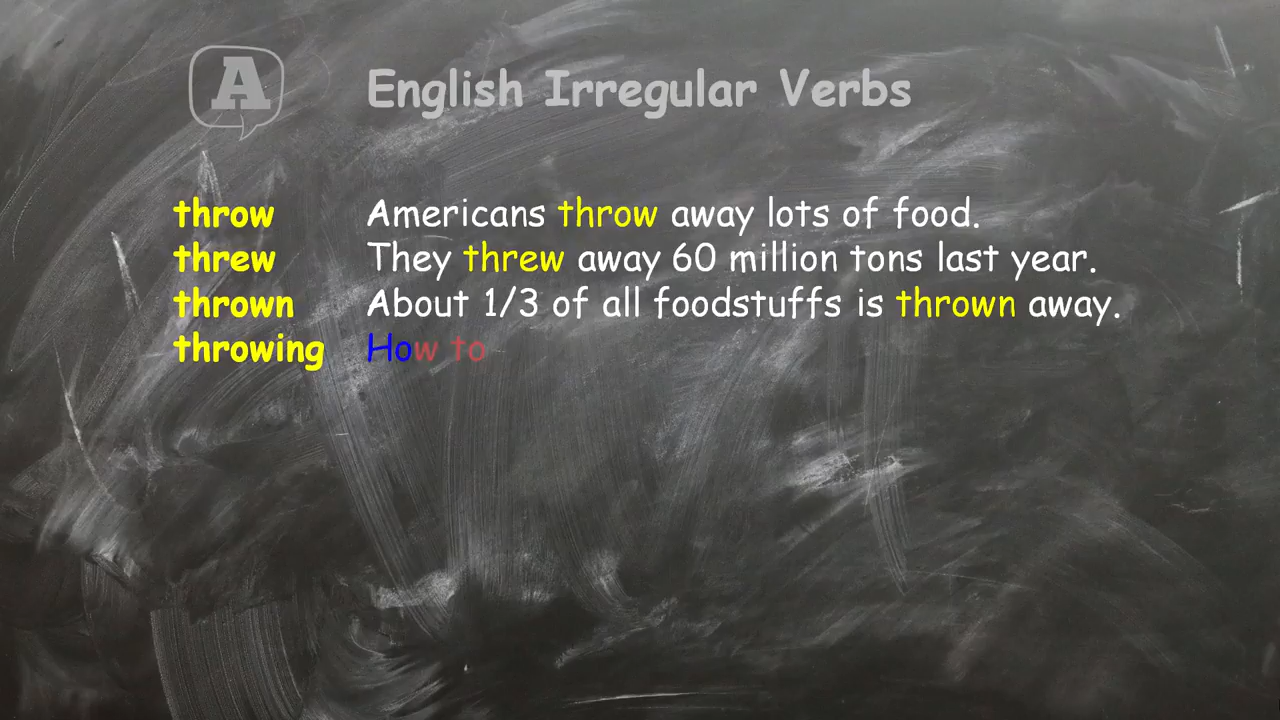 A English Irregular Verbs
throw Americans throw away lots of food.
threw They threw away 60 million tons last year.
thrown About 1/3 of all foodstuffs is thrown away.
throwing How to